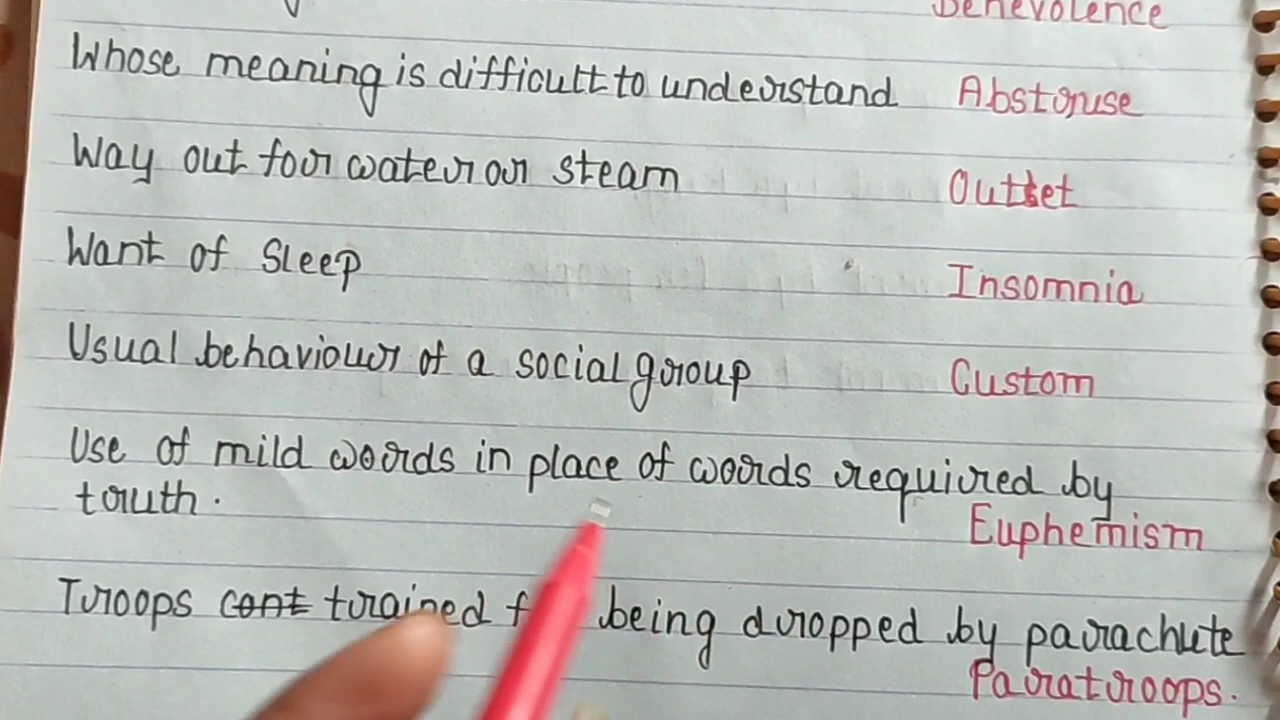 Benevolence
Whose meaning is difficult to understand Abstruse
Way out for water or steam Outlet
Want of Sleep Insomnia
Usual behaviour of a social group Custom
Use of mild words in place of words required by
truth.
Euphemism
Troops cont trained being dropped by parachute
Paratroops.